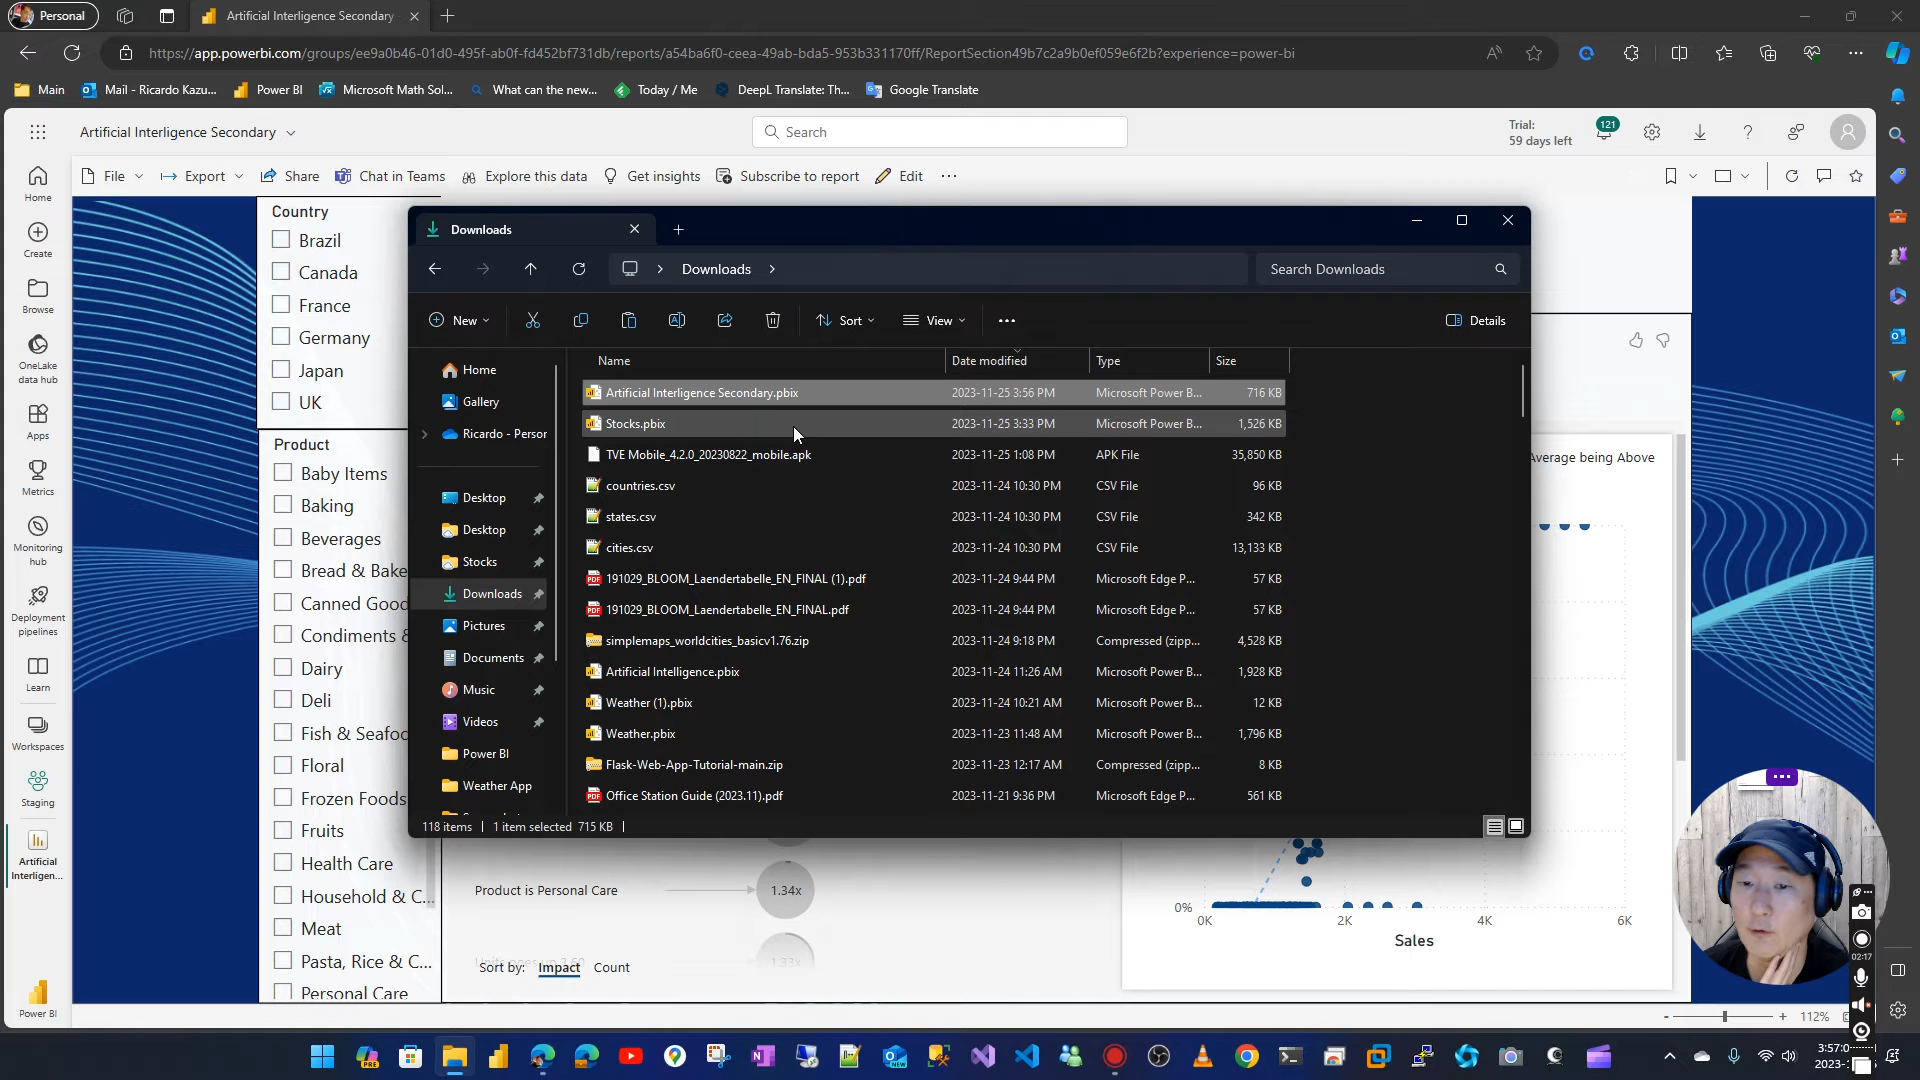 Personal
Artificial Interligence Secondary
https://app.powerbi.com/groups/ee9a0b46-01d0-495f-ab0f-fd452bf731db/reports/a54ba6f0-ceea-49ab-bda5-953b331170ff/ReportSection49b7c2a9b0ef059e6f2b?experience=power-bi
Main
Mail - Ricardo Kazu...
Power BI
Microsoft Math Sol...
What can the new...
Today / Me
DeepL Translate: Th...
Google Translate
Artificial Interligence Secondary
Search
Trial:
59 days left
121
File
Export
Share
Chat in Teams
Explore this data
Get insights
Subscribe to report
Edit
Home
Create
Browse
OneLake
data hub
Apps
Metrics
Monitoring
hub
Deployment
pipelines
Learn
Workspaces
Staging
Artificial
Interligen...
Power BI
Country
Brazil
Canada
France
Germany
Japan
UK
Product
Baby Items
Baking
Beverages
Bread & Bake
Canned Good
Condiments &
Dairy
Deli
Fish & Seafoo
Floral
Frozen Foods
Fruits
Health Care
Household & C...
Meat
Pasta, Rice & C...
Personal Care
Downloads
Downloads
Search Downloads
New
Sort
View
Details
Home
Gallery
Ricardo - Persor
Desktop
Desktop
Stocks
Downloads
Pictures
Documents
Music
Videos
Power BI
Weather App
Name Date modified Type Size
Artificial Interligence Secondary.pbix 2023-11-25 3:56 PM Microsoft Power B... 716 KB
Stocks.pbix 2023-11-25 3:33 PM Microsoft Power B... 1,526 KB
TVE Mobile_4.2.0_20230822_mobile.apk 2023-11-25 1:08 PM APK File 35,850 KB
countries.csv 2023-11-24 10:30 PM CSV File 96 KB
states.csv 2023-11-24 10:30 PM CSV File 342 KB
cities.csv 2023-11-24 10:30 PM CSV File 13,133 KB
191029_BLOOM_Laendertabelle_EN_FINAL (1).pdf 2023-11-24 9:44 PM Microsoft Edge P... 57 KB
191029_BLOOM_Laendertabelle_EN_FINAL.pdf 2023-11-24 9:44 PM Microsoft Edge P... 57 KB
simplemaps_worldcities_basicv1.76.zip 2023-11-24 9:18 PM Compressed (zipp... 4,528 KB
Artificial Intelligence.pbix 2023-11-24 11:26 AM Microsoft Power B... 1,928 KB
Weather (1).pbix 2023-11-24 10:21 AM Microsoft Power B... 12 KB
Weather.pbix 2023-11-23 11:48 AM Microsoft Power B... 1,796 KB
Flask-Web-App-Tutorial-main.zip 2023-11-23 12:17 AM Compressed (zipp... 8 KB
Office Station Guide (2023.11).pdf 2023-11-21 9:36 PM Microsoft Edge P... 561 KB
118 items 1 item selected 715 KB
Average being Above
Product is Personal Care 1.34x
Units goes up 3.60 1.33x
Sort by: Impact Count
0%
0K 2K 4K 6K
Sales
- + 112%
02:17
3:57:0
2023-